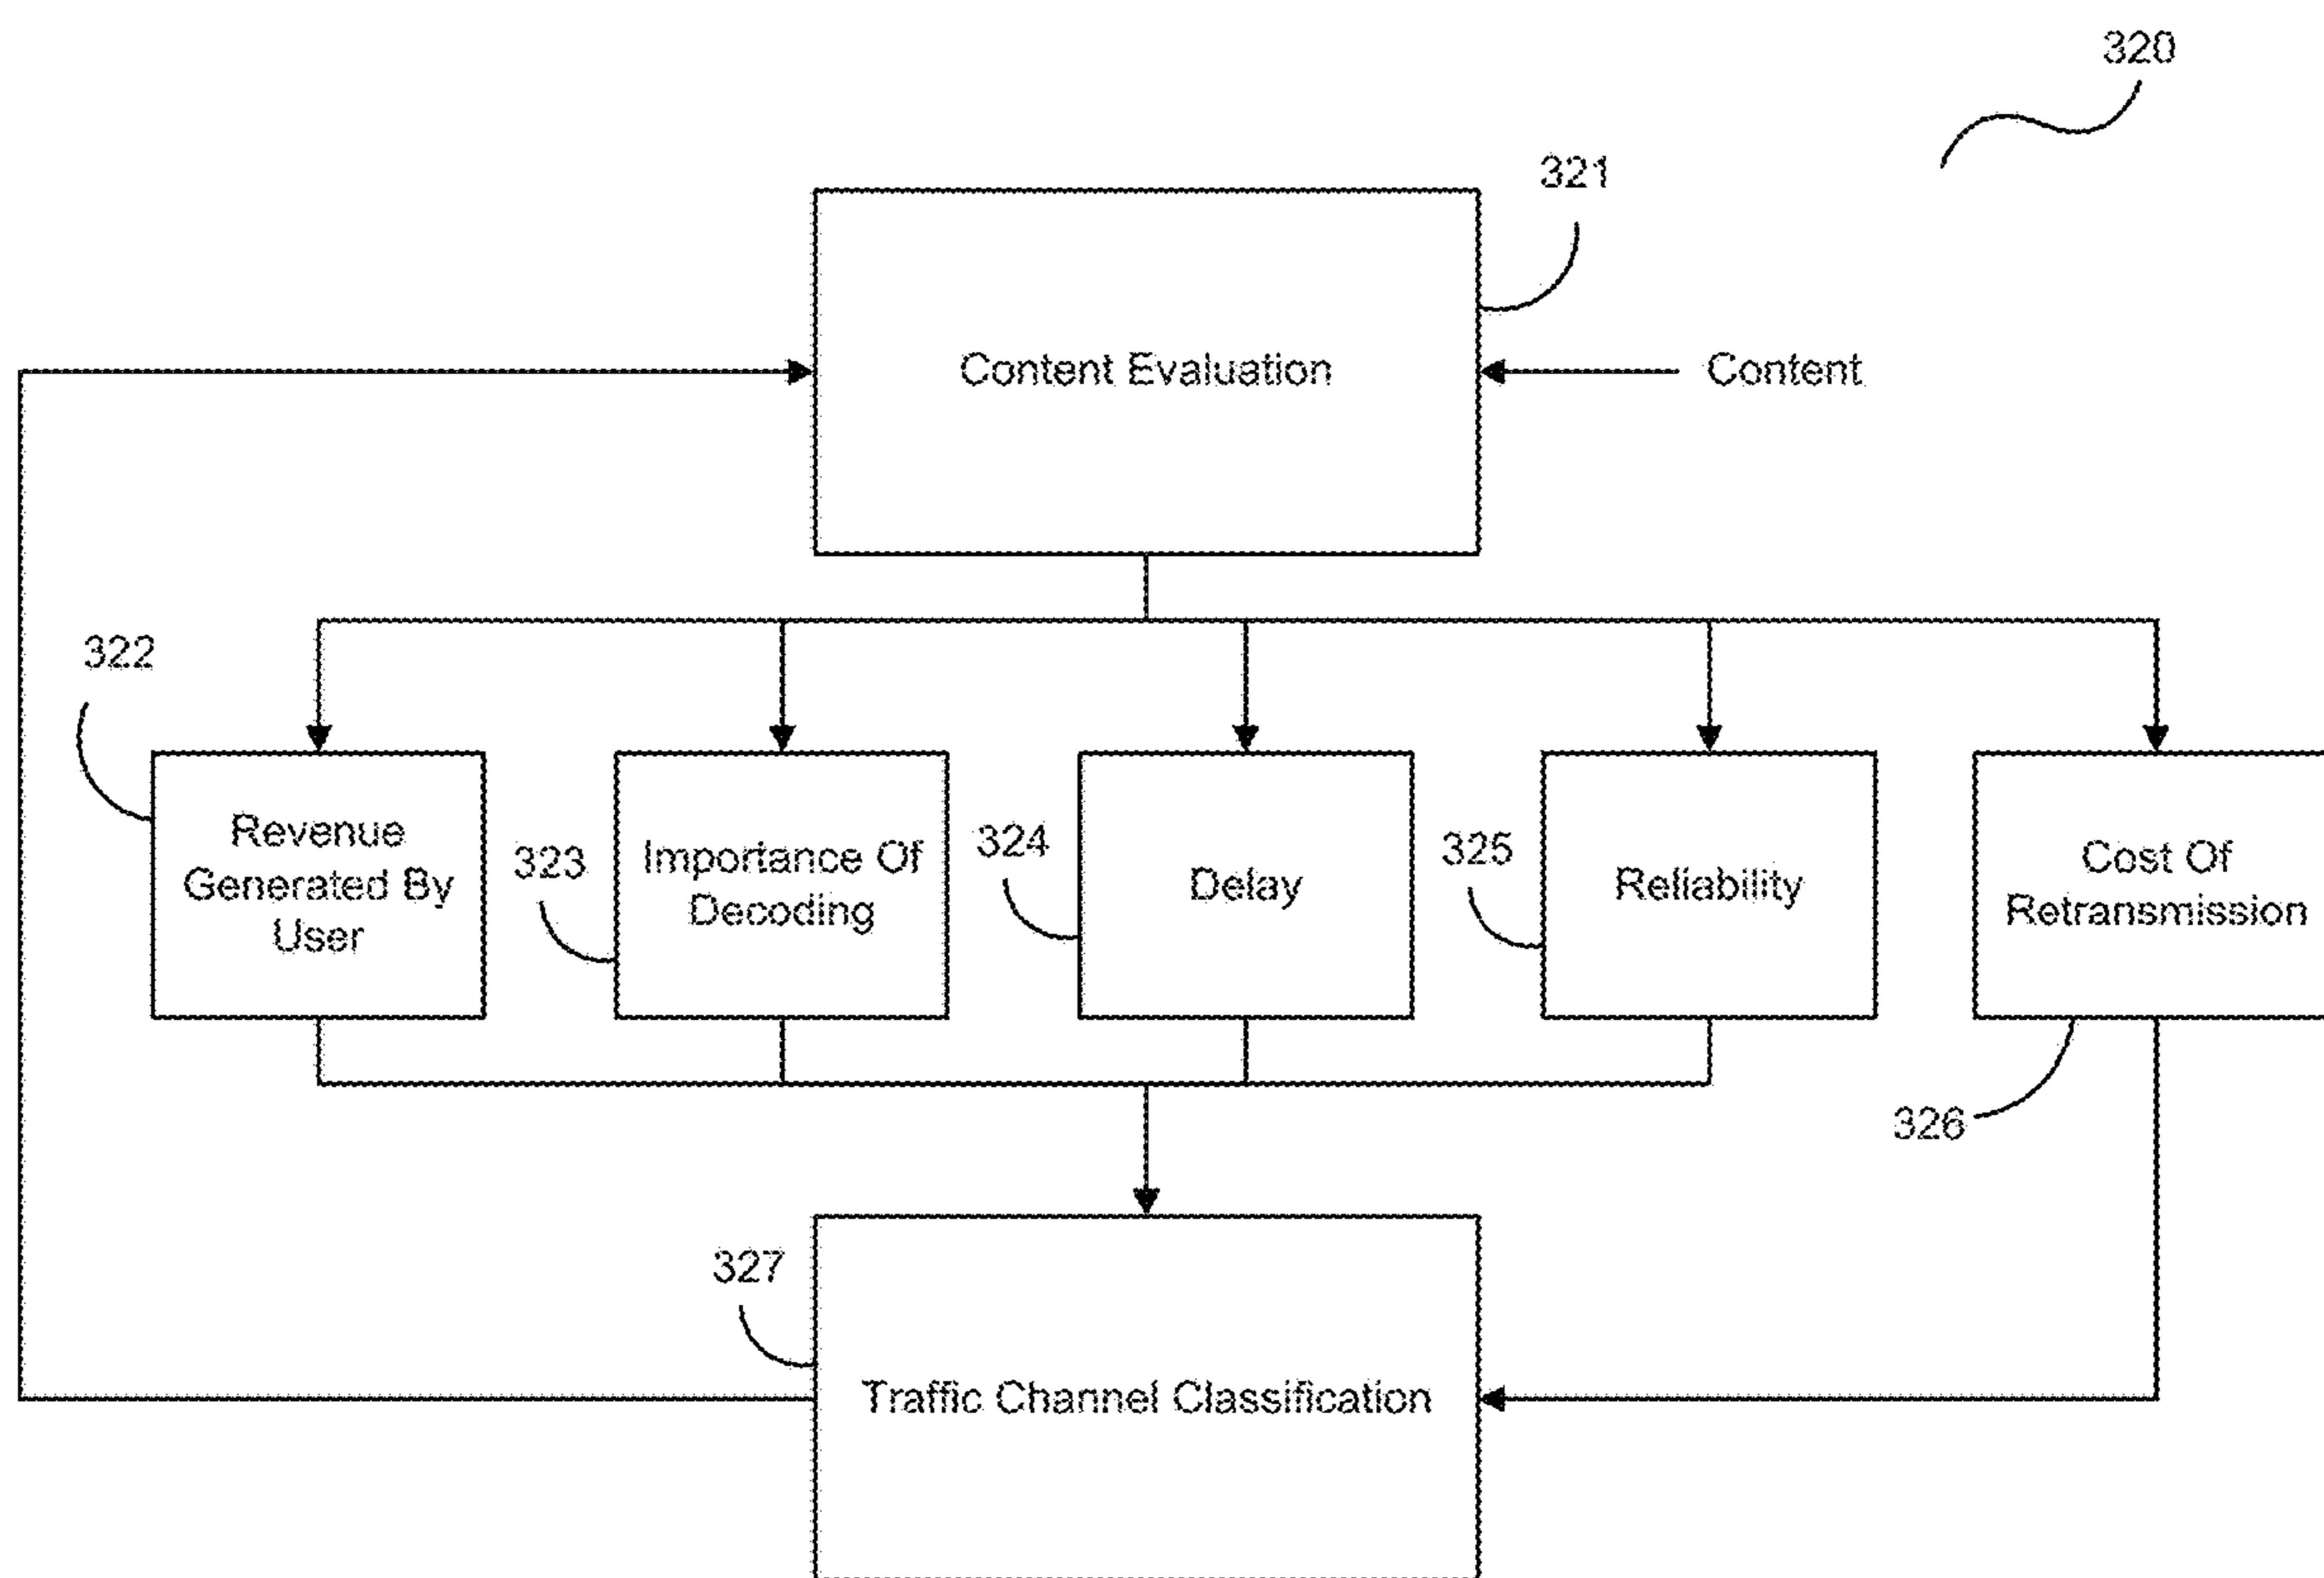 320
321
Content Evaluation
Content
322
Revenue
Generated By
User
323
Importance Of
Decoding
324
Delay
325
Reliability
Cost Of
Retransmission
326
327
Traffic Channel Classification